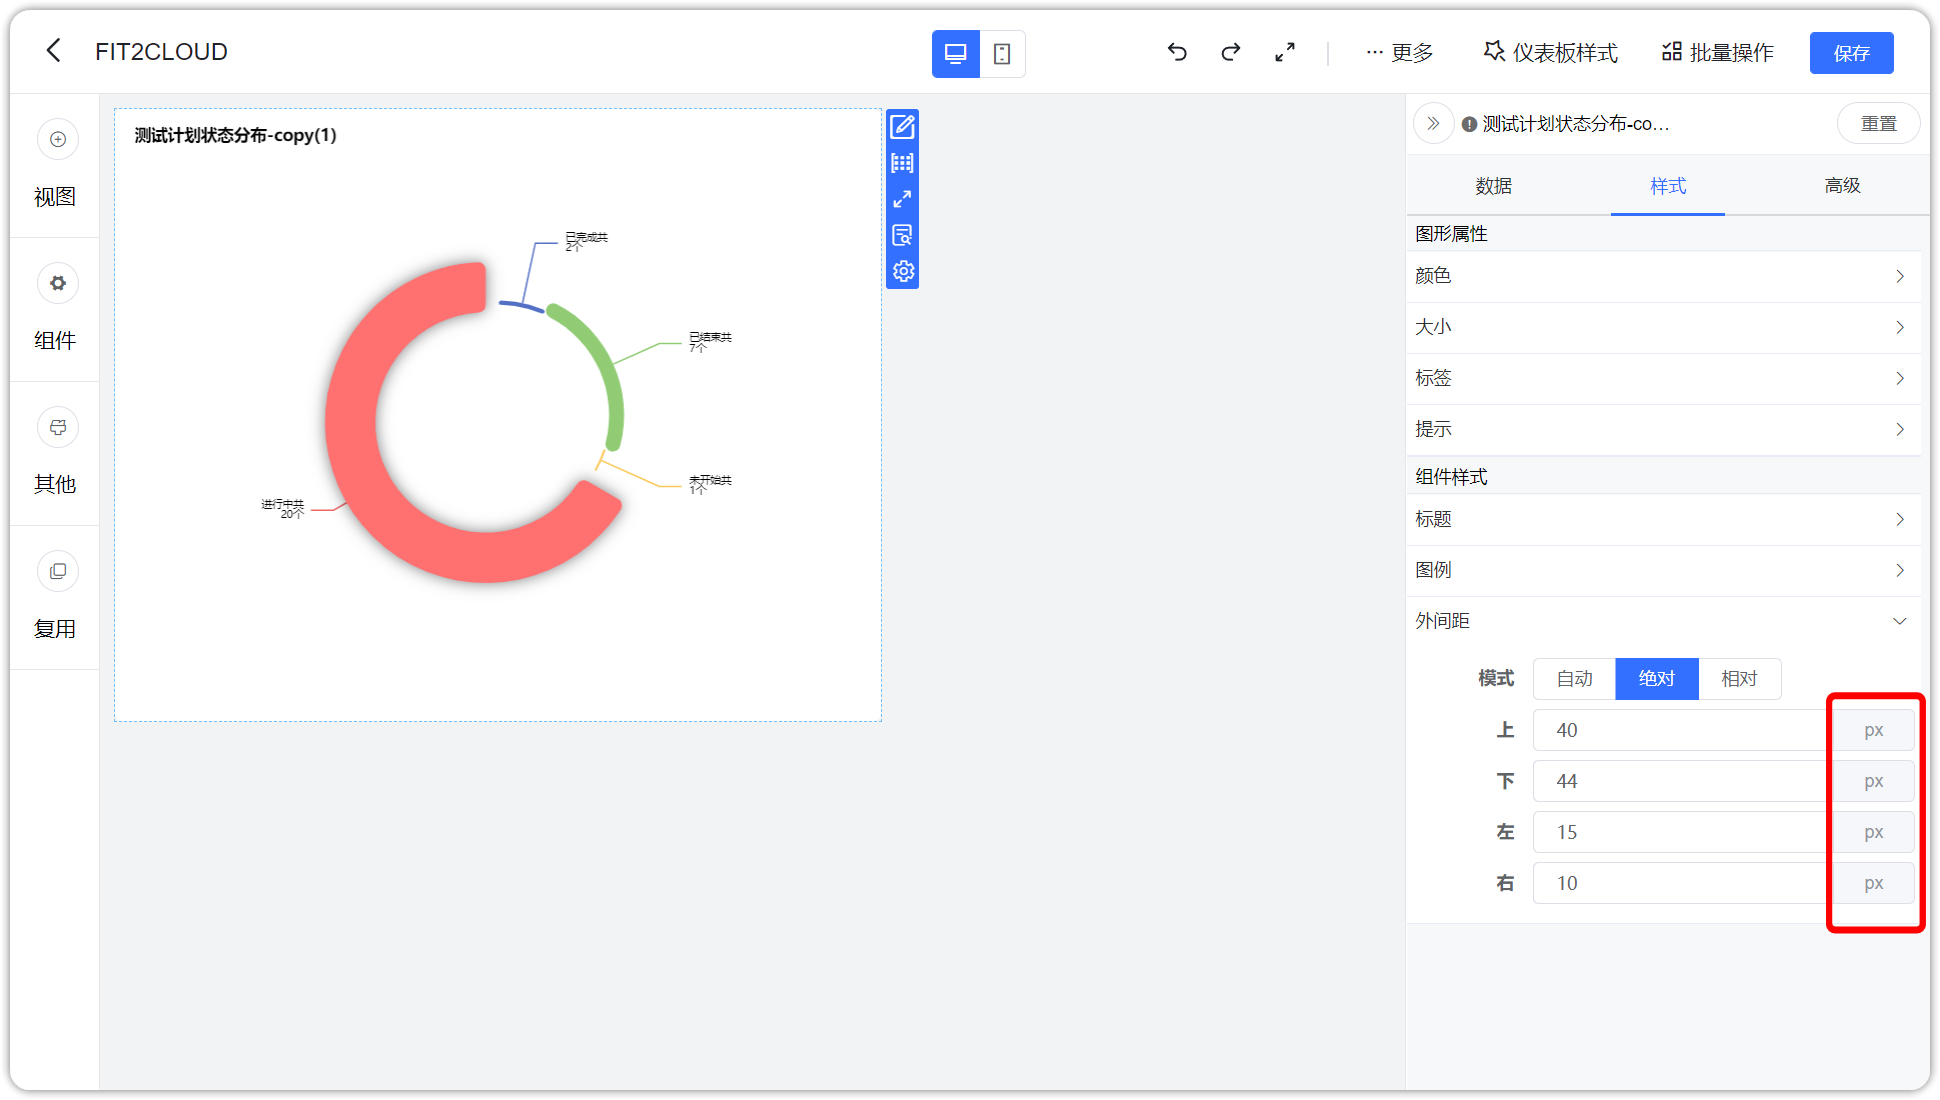 FIT2CLOUD
更多
仪表板样式
批量操作
保存
视图
组件
其他
复用
测试计划状态分布-copy(1)
已完成共
2个
已结束共
7个
未开始共
1个
进行中共
20个
测试计划状态分布-co...
重置
数据
样式
高级
图形属性
颜色
大小
标签
提示
组件样式
标题
图例
外间距
模式
自动
绝对
相对
上
40
px
下
44
px
左
15
px
右
10
px